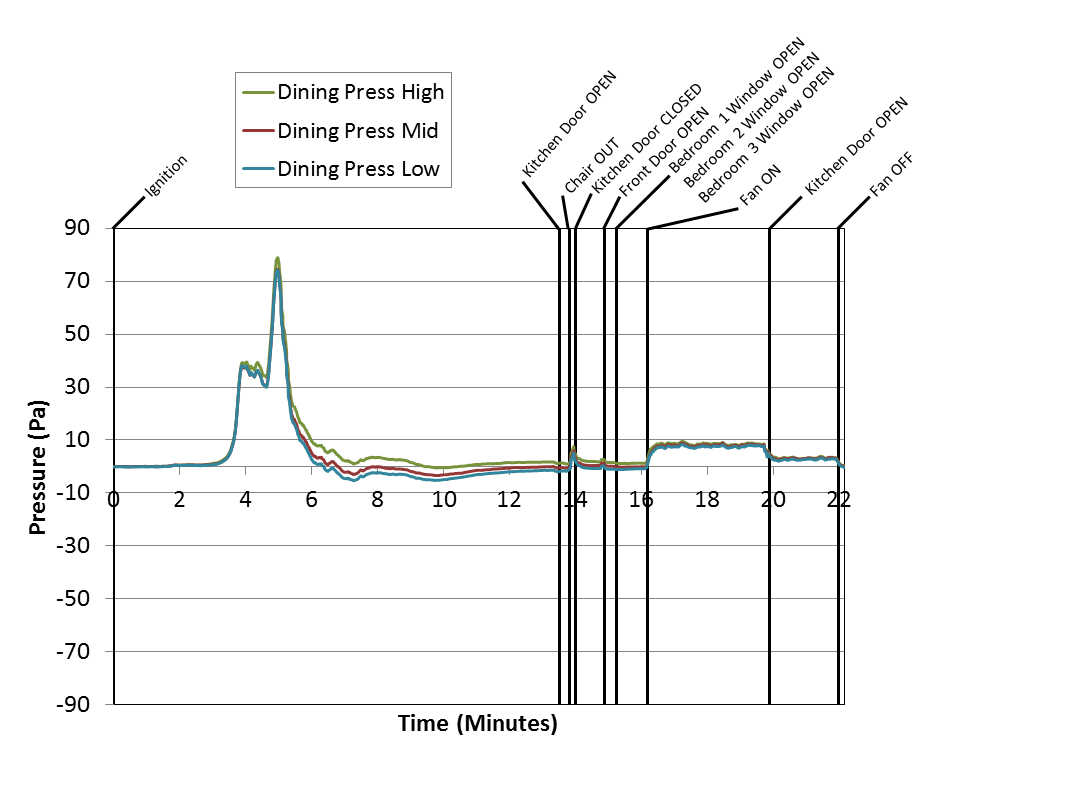 Dining Press High
Dining Press Mid
Dining Press Low
Ignition
Kitchen Door OPEN
Chair OUT
Kitchen Door CLOSED
Front Door OPEN
Bedroom 1 Window OPEN
Bedroom 2 Window OPEN
Bedroom 3 Window OPEN
Fan ON
Kitchen Door OPEN
Fan OFF
Pressure (Pa)
90
70
50
30
10
-10
-30
-50
-70
-90
0 2 4 6 8 10 12 14 16 18 20 22
Time (Minutes)